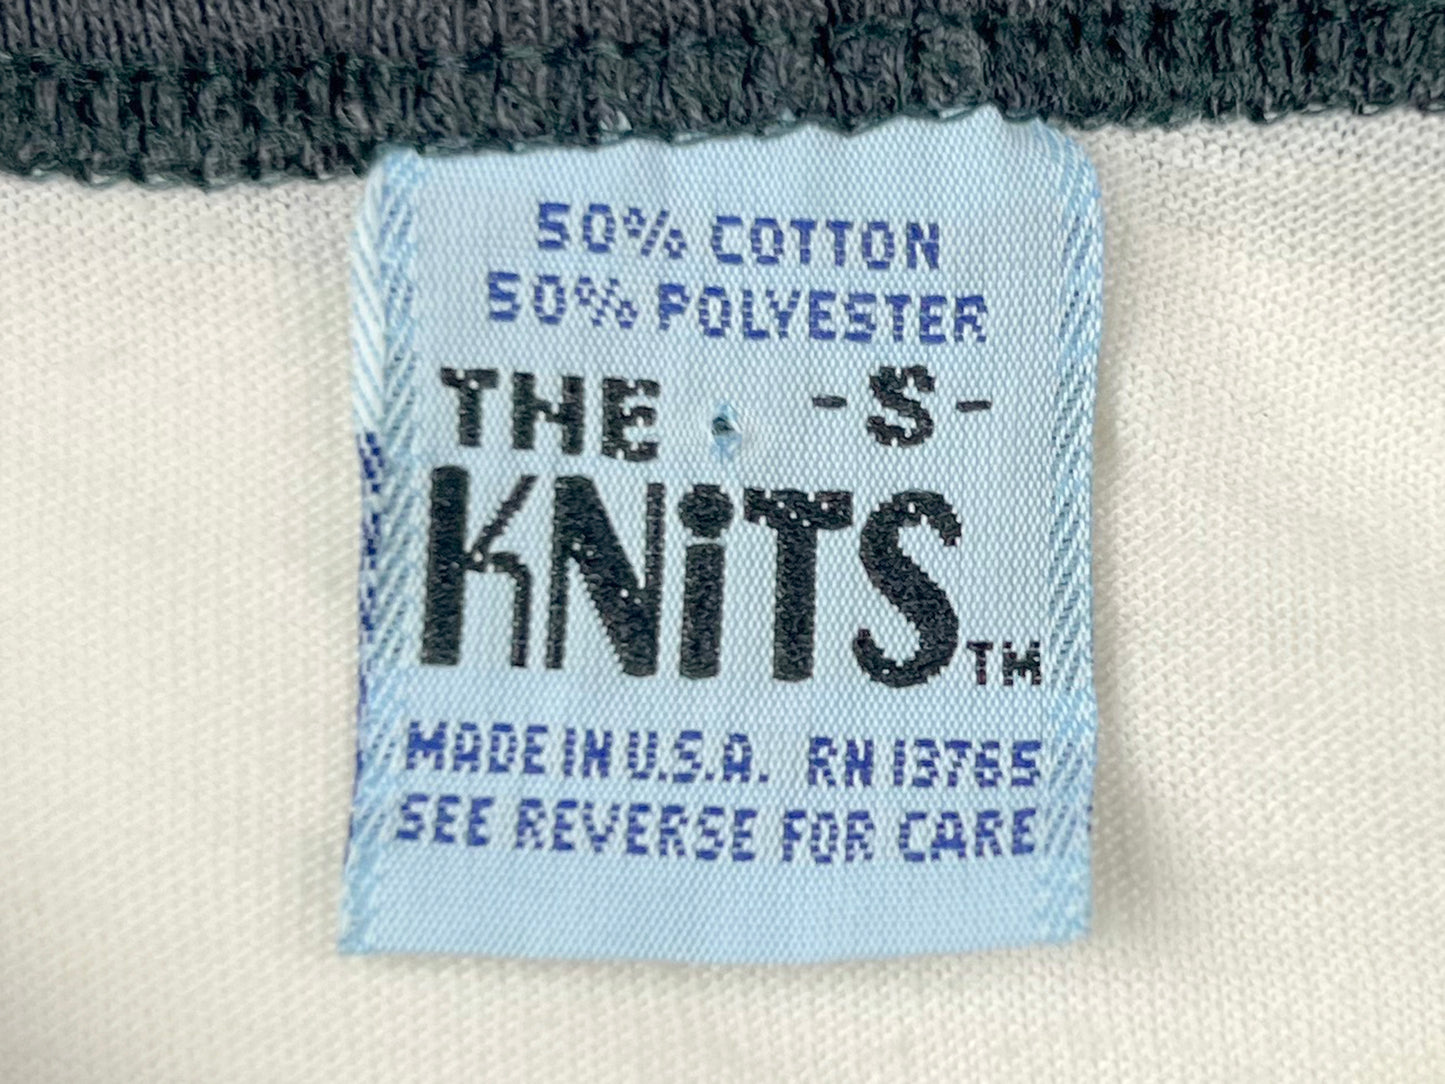 50% COTTON
50% POLYESTER
THE -S-
KNiTS TM
MADE IN U.S.A. RN 13765
SEE REVERSE FOR CARE